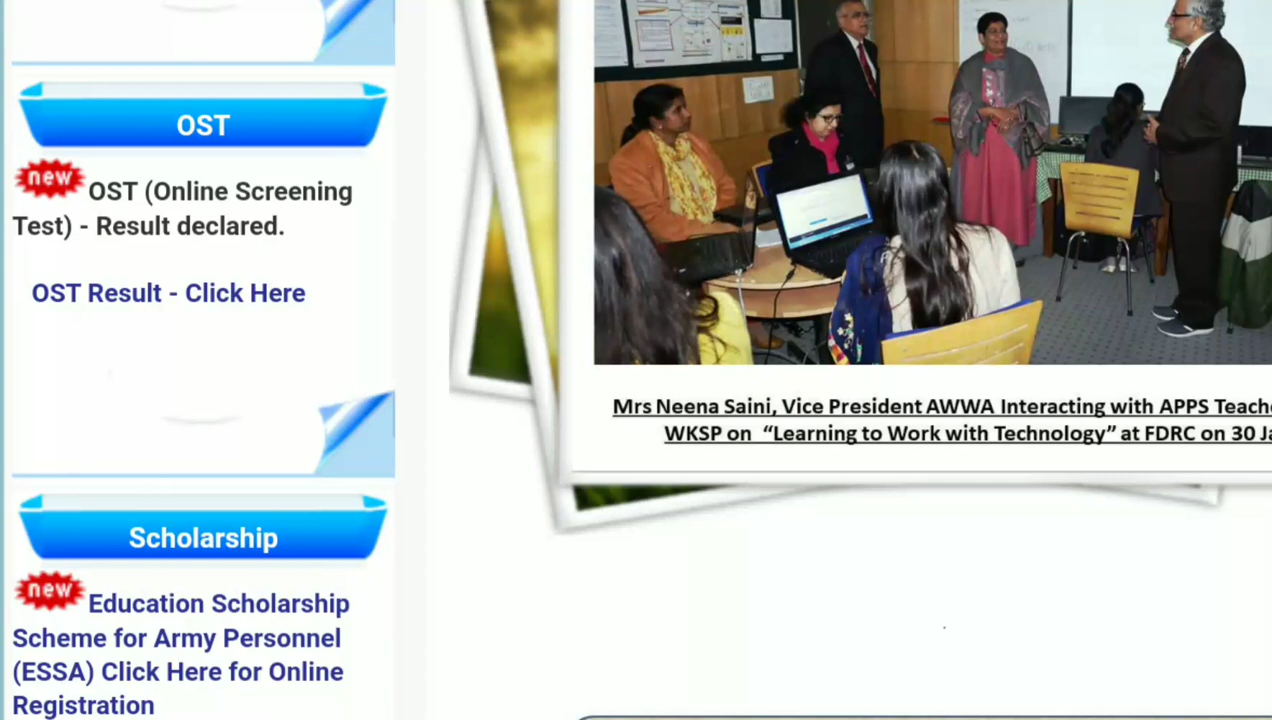 OST
new OST (Online Screening
Test) - Result declared.
OST Result - Click Here
Scholarship
new Education Scholarship
Scheme for Army Personnel
(ESSA) Click Here for Online
Registration
Mrs Neena Saini, Vice President AWWA Interacting with APPS
WKSP on “Learning to Work with Technology” at FDRC on 30